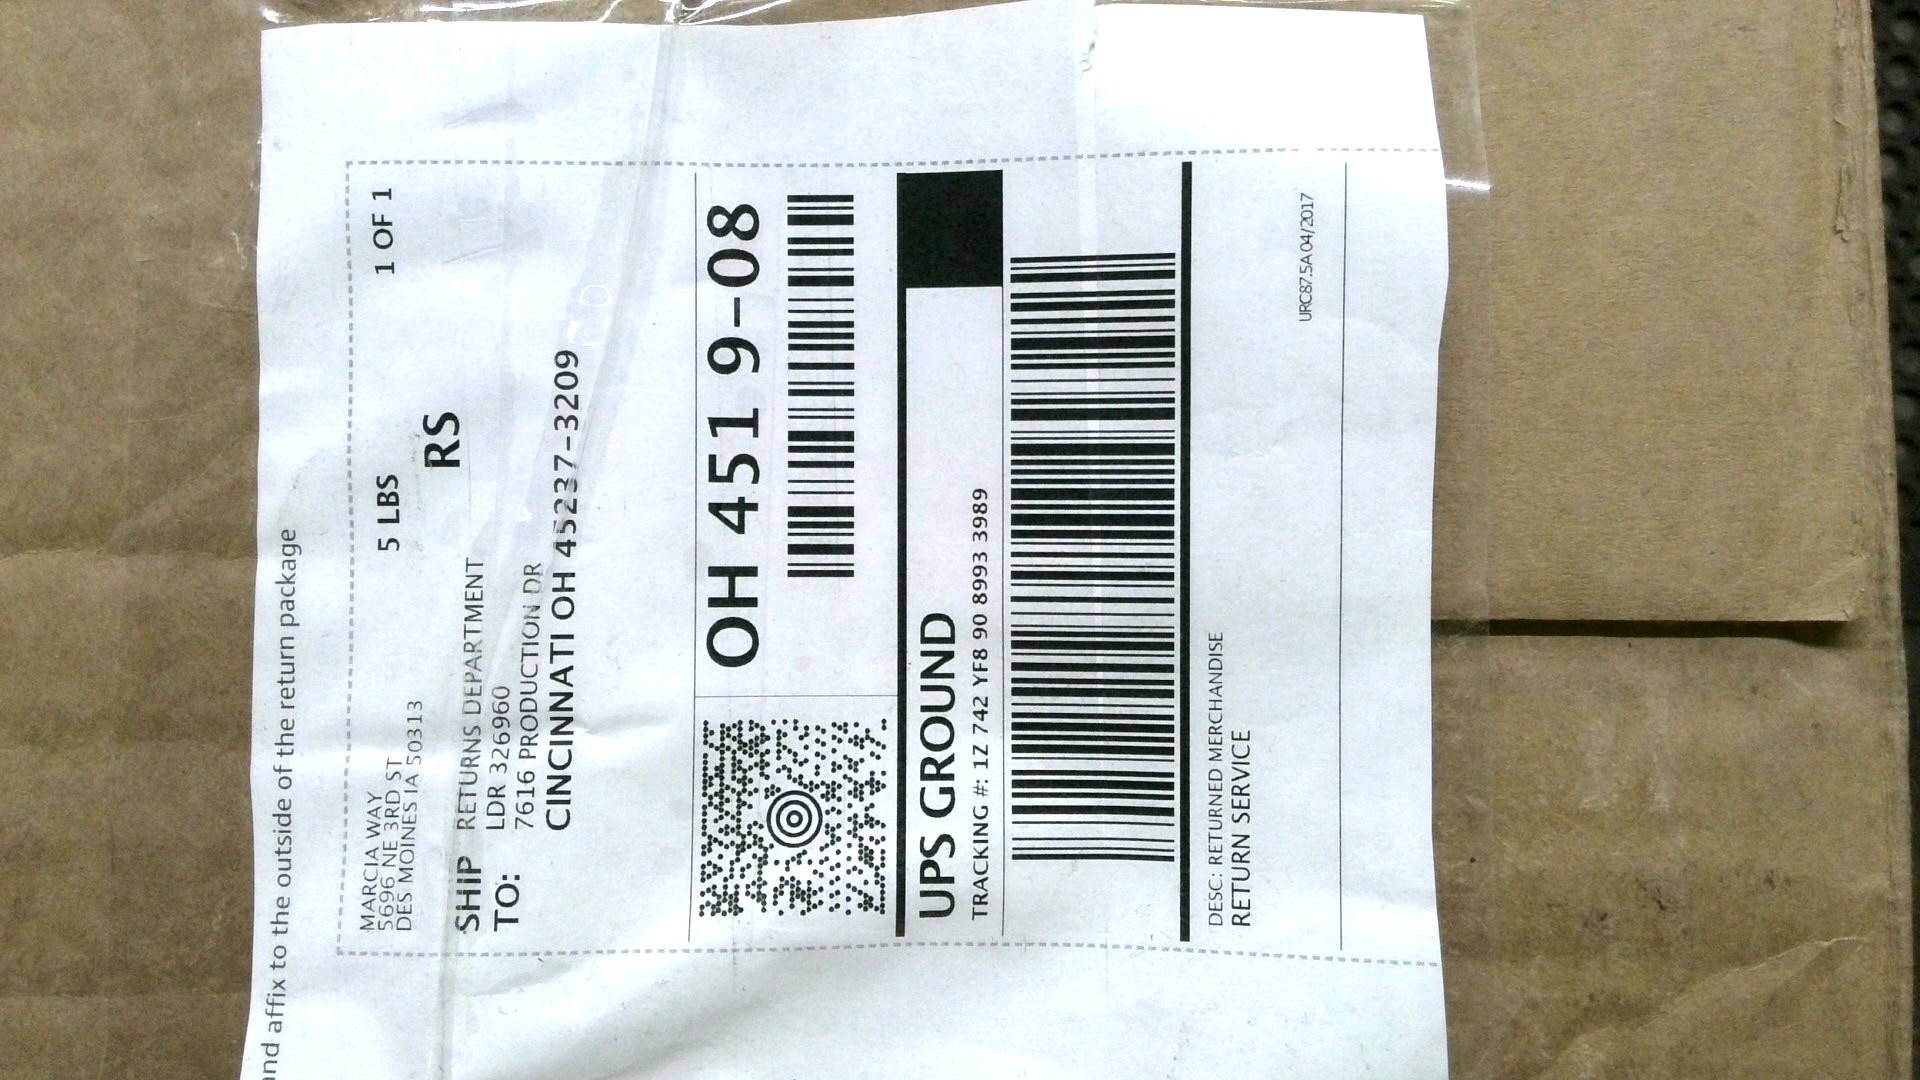 and affix to the outside of the return package
MARCIA WAY
5696 NE 3RD ST
DES MOINES IA 50313
5 LBS
1 OF 1
RS
SHIP TO:
RETURNS DEPARTMENT
LDR 326960
7616 PRODUCTION DR
CINCINNATI OH 45237-3209
OH 451 9-08
UPS GROUND
TRACKING #: 1Z 742 YF8 90 8993 3989
DESC: RETURNED MERCHANDISE
RETURN SERVICE
URC87.5A 04/2017